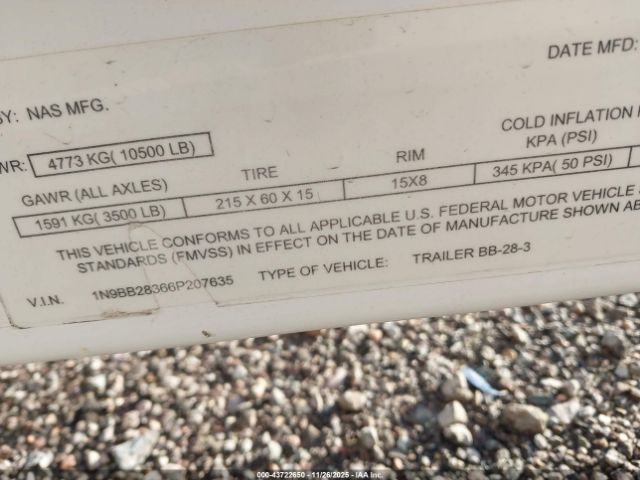 DATE MFD:
BY: NAS MFG.
WR: 4773 KG( 10500 LB)
COLD INFLATION
KPA (PSI)
GAWR (ALL AXLES) TIRE RIM
1591 KG( 3500 LB) 215 X 60 X 15 15X8 345 KPA( 50 PSI)
THIS VEHICLE CONFORMS TO ALL APPLICABLE U.S. FEDERAL MOTOR VEHICLE
STANDARDS (FMVSS) IN EFFECT ON THE DATE OF MANUFACTURE SHOWN AB
V.I.N. 1N9BB28366P207635 TYPE OF VEHICLE: TRAILER BB-28-3
000-43722650 - 11/26/2025 - IAA Inc.